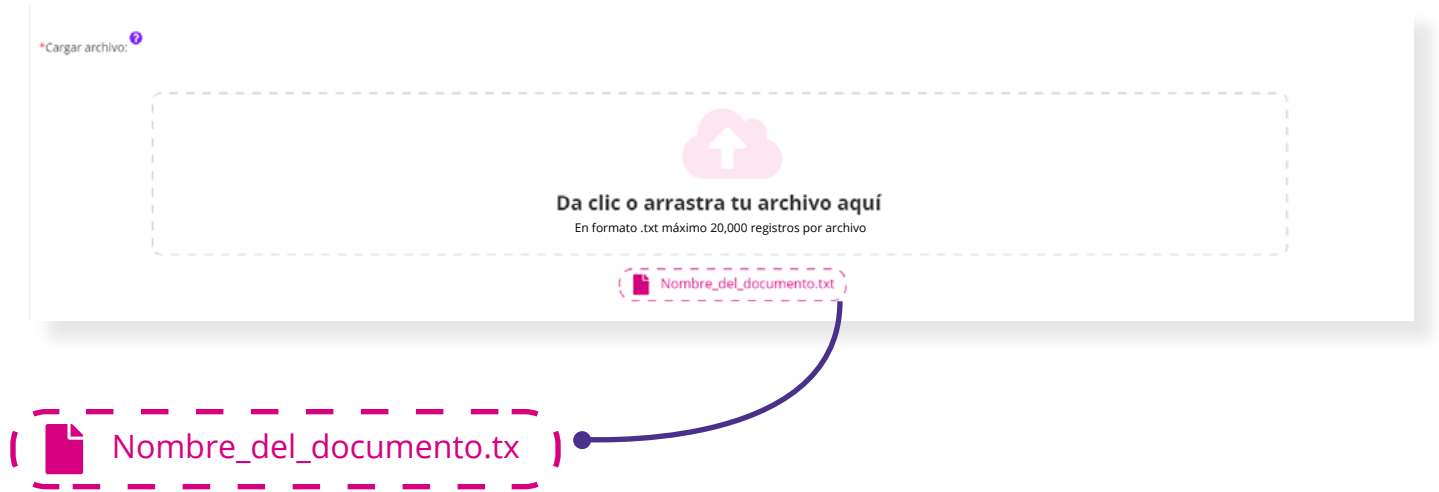 *Cargar archivo: ?
Da clic o arrastra tu archivo aquí
En formato .txt máximo 20,000 registros por archivo
Nombre_del_documento.txt
Nombre_del_documento.tx